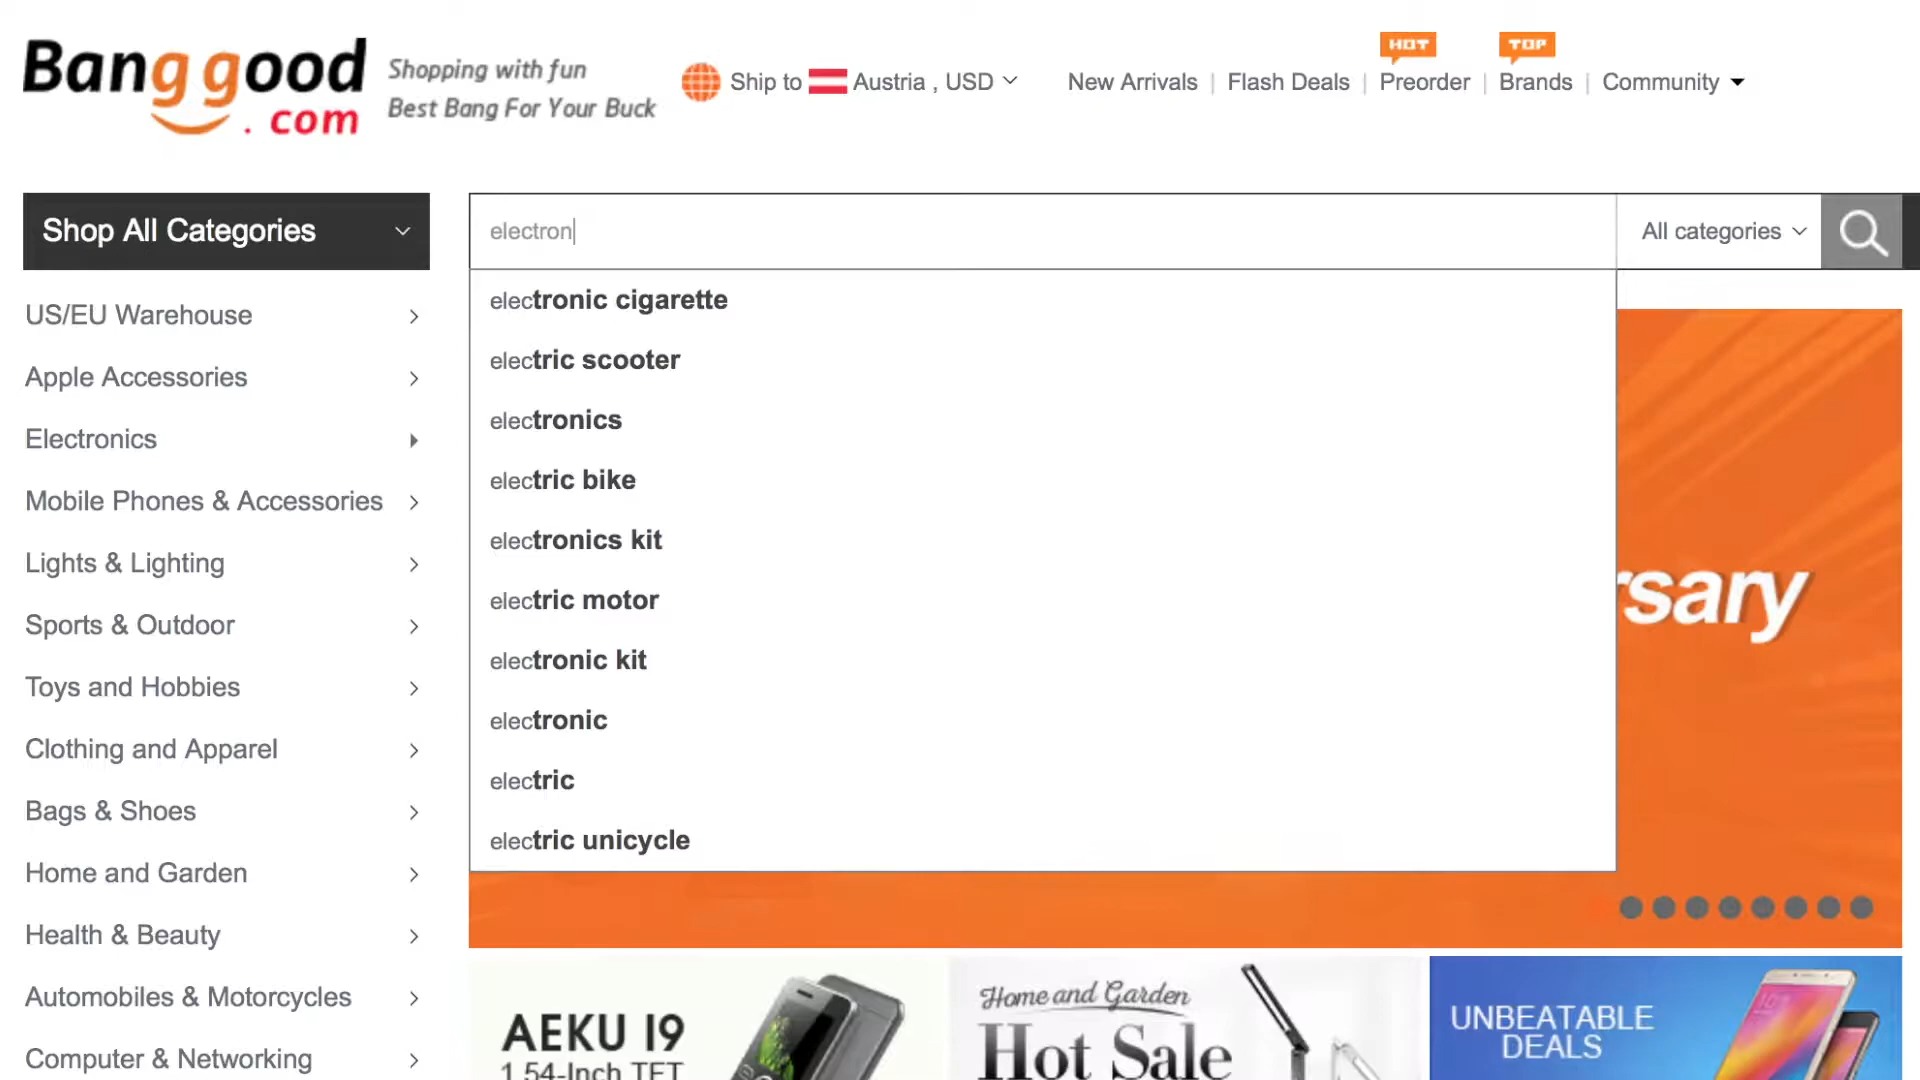 Banggood
.com
Shopping with fun
Best Bang For Your Buck
Ship to Austria , USD
New Arrivals | Flash Deals | Preorder | Brands | Community
HOT
TOP
Shop All Categories
electron
All categories
US/EU Warehouse
Apple Accessories
Electronics
Mobile Phones & Accessories
Lights & Lighting
Sports & Outdoor
Toys and Hobbies
Clothing and Apparel
Bags & Shoes
Home and Garden
Health & Beauty
Automobiles & Motorcycles
Computer & Networking
electronic cigarette
electric scooter
electronics
electric bike
electronics kit
electric motor
electronic kit
electronic
electric
electric unicycle
rsary
AEKU I9
1.54-Inch TFT
Home and Garden
Hot Sale
UNBEATABLE
DEALS